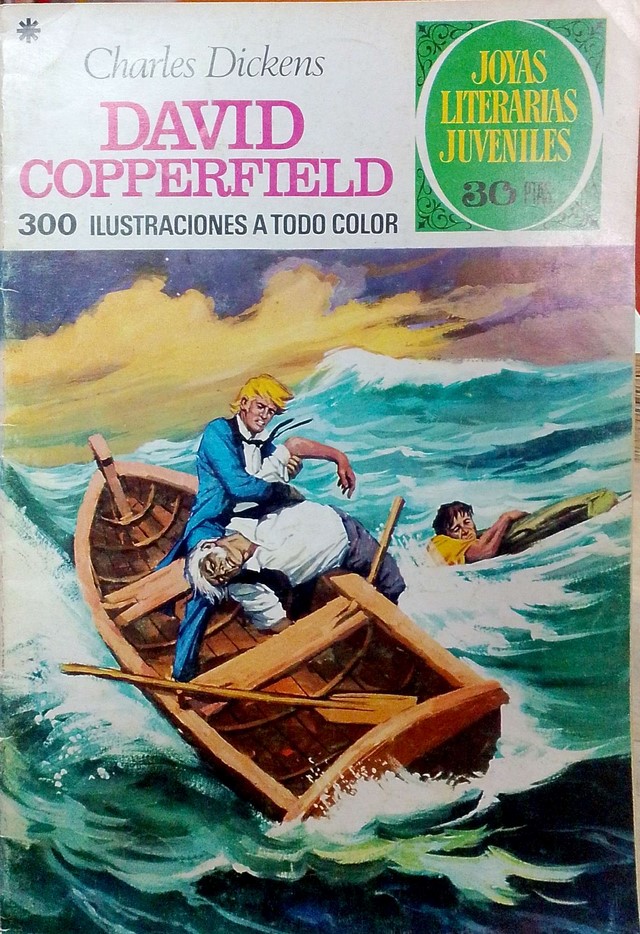 Charles Dickens
DAVID
COPPERFIELD
300 ILUSTRACIONES A TODO COLOR
JOYAS
LITERARIAS
JUVENILES
30 PTAS.